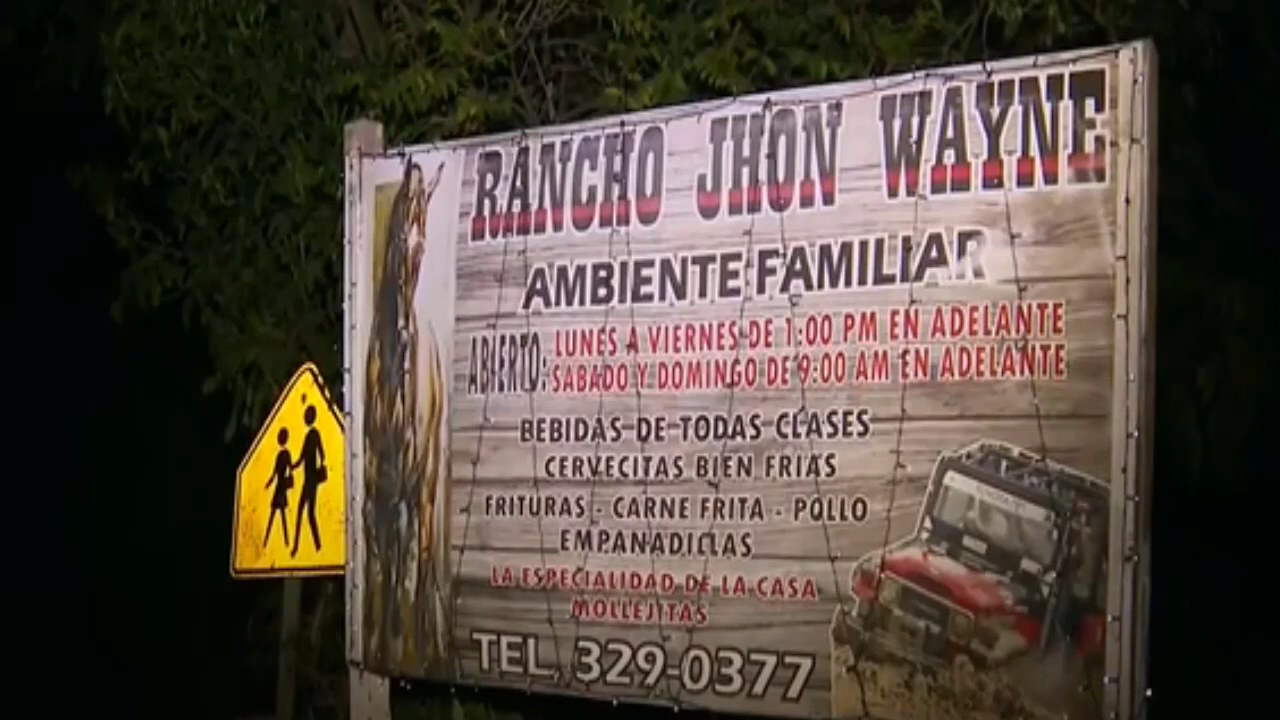 RANCHO JHON WAYNE
AMBIENTE FAMILIAR
ABIERTO: LUNES A VIERNES DE 1:00 PM EN ADELANTE
SABADO Y DOMINGO DE 9:00 AM EN ADELANTE
BEBIDAS DE TODAS CLASES
CERVECITAS BIEN FRIAS
FRITURAS - CARNE FRITA - POLLO
EMPANADILLAS
LA ESPECIALIDAD DE LA CASA
MOLLEJITAS
TEL. 329-0377